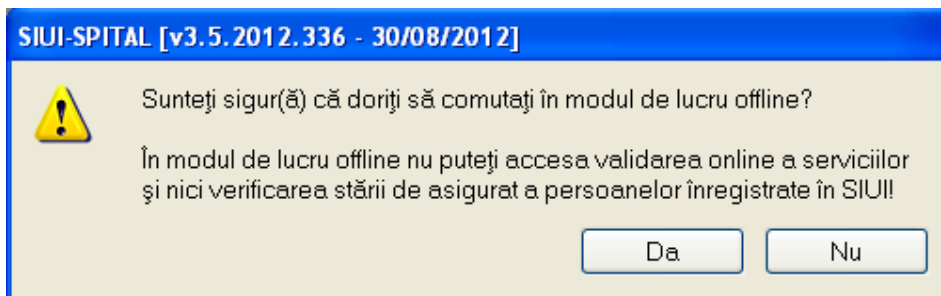 SIUI-SPITAL [v3.5.2012.336 - 30/08/2012]
Sunteţi sigur(ă) că doriţi să comutaţi în modul de lucru offline?
În modul de lucru offline nu puteţi accesa validarea online a serviciilor
şi nici verificarea stării de asigurat a persoanelor înregistrate în SIUI!
Da
Nu